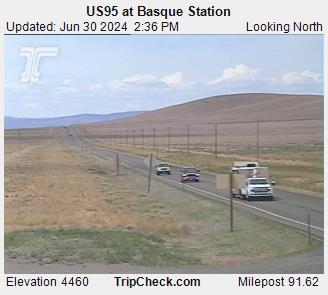 US95 at Basque Station
Updated: Jun 30 2024 2:36 PM Looking North
Elevation 4460 TripCheck.com Milepost 91.62